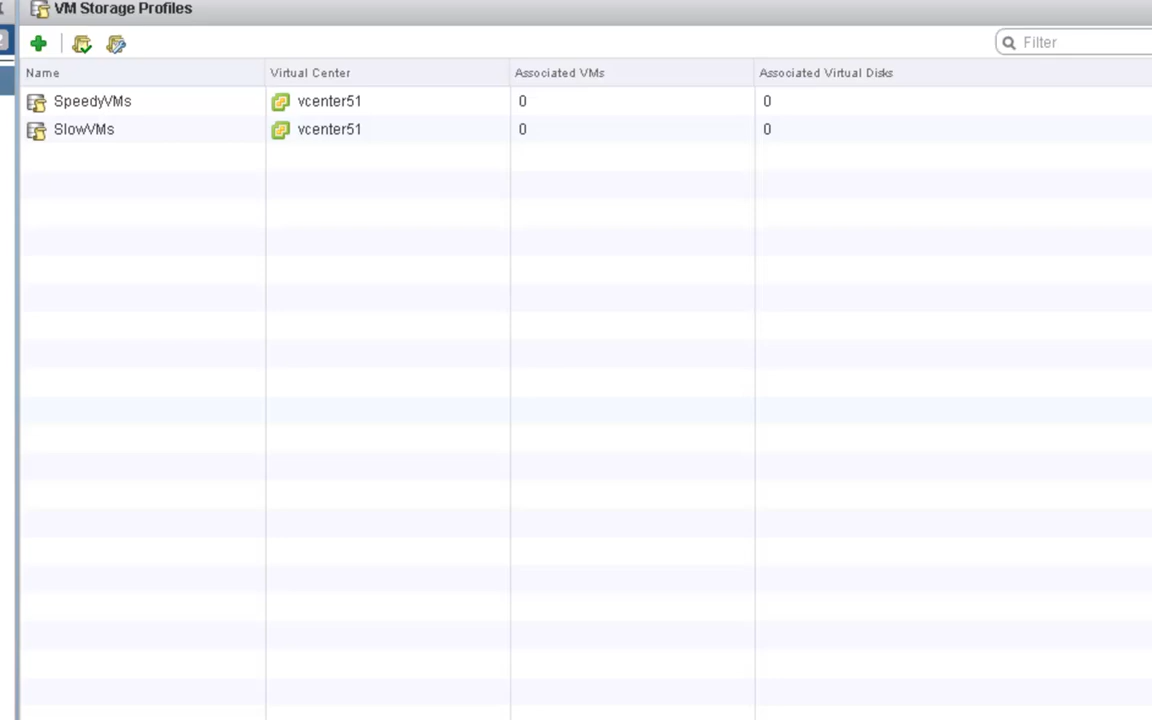 VM Storage Profiles
Filter
Name Virtual Center Associated VMs Associated Virtual Disks
SpeedyVMs vcenter51 0 0
SlowVMs vcenter51 0 0